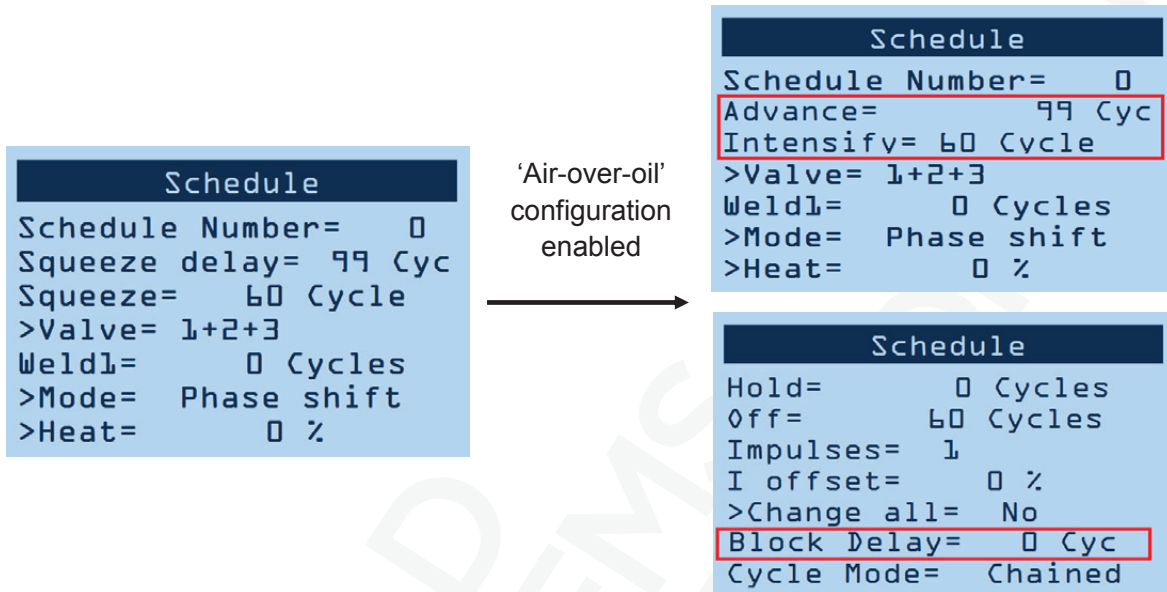 Schedule
Schedule Number= 0
Squeeze delay= 99 Cyc
Squeeze= 60 Cycle
>Valve= 1+2+3
Weld1= 0 Cycles
>Mode= Phase shift
>Heat= 0 %
‘Air-over-oil’
configuration
enabled
Schedule
Schedule Number= 0
Advance= 99 Cyc
Intensify= 60 Cycle
>Valve= 1+2+3
Weld1= 0 Cycles
>Mode= Phase shift
>Heat= 0 %
Schedule
Hold= 0 Cycles
Off= 60 Cycles
Impulses= 1
I offset= 0 %
>Change all= No
Block Delay= 0 Cyc
Cycle Mode= Chained